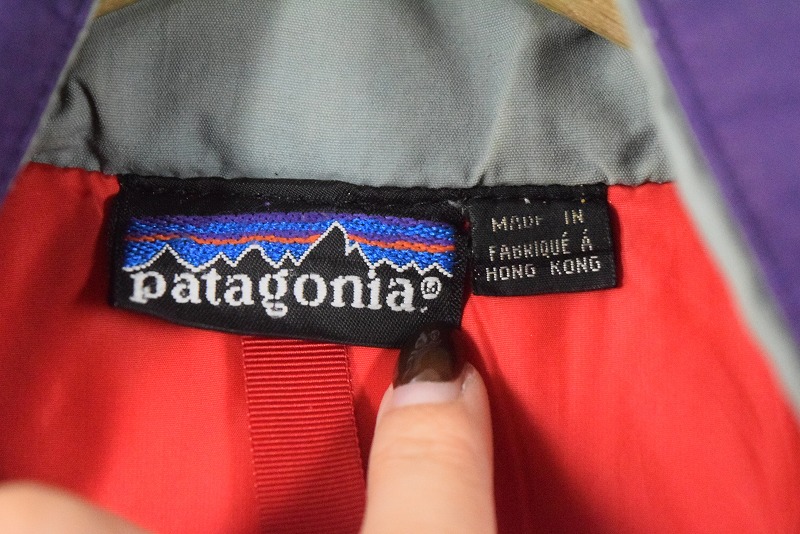 patagonia®
MADE IN
FABRIQUÉ Á
HONG KONG